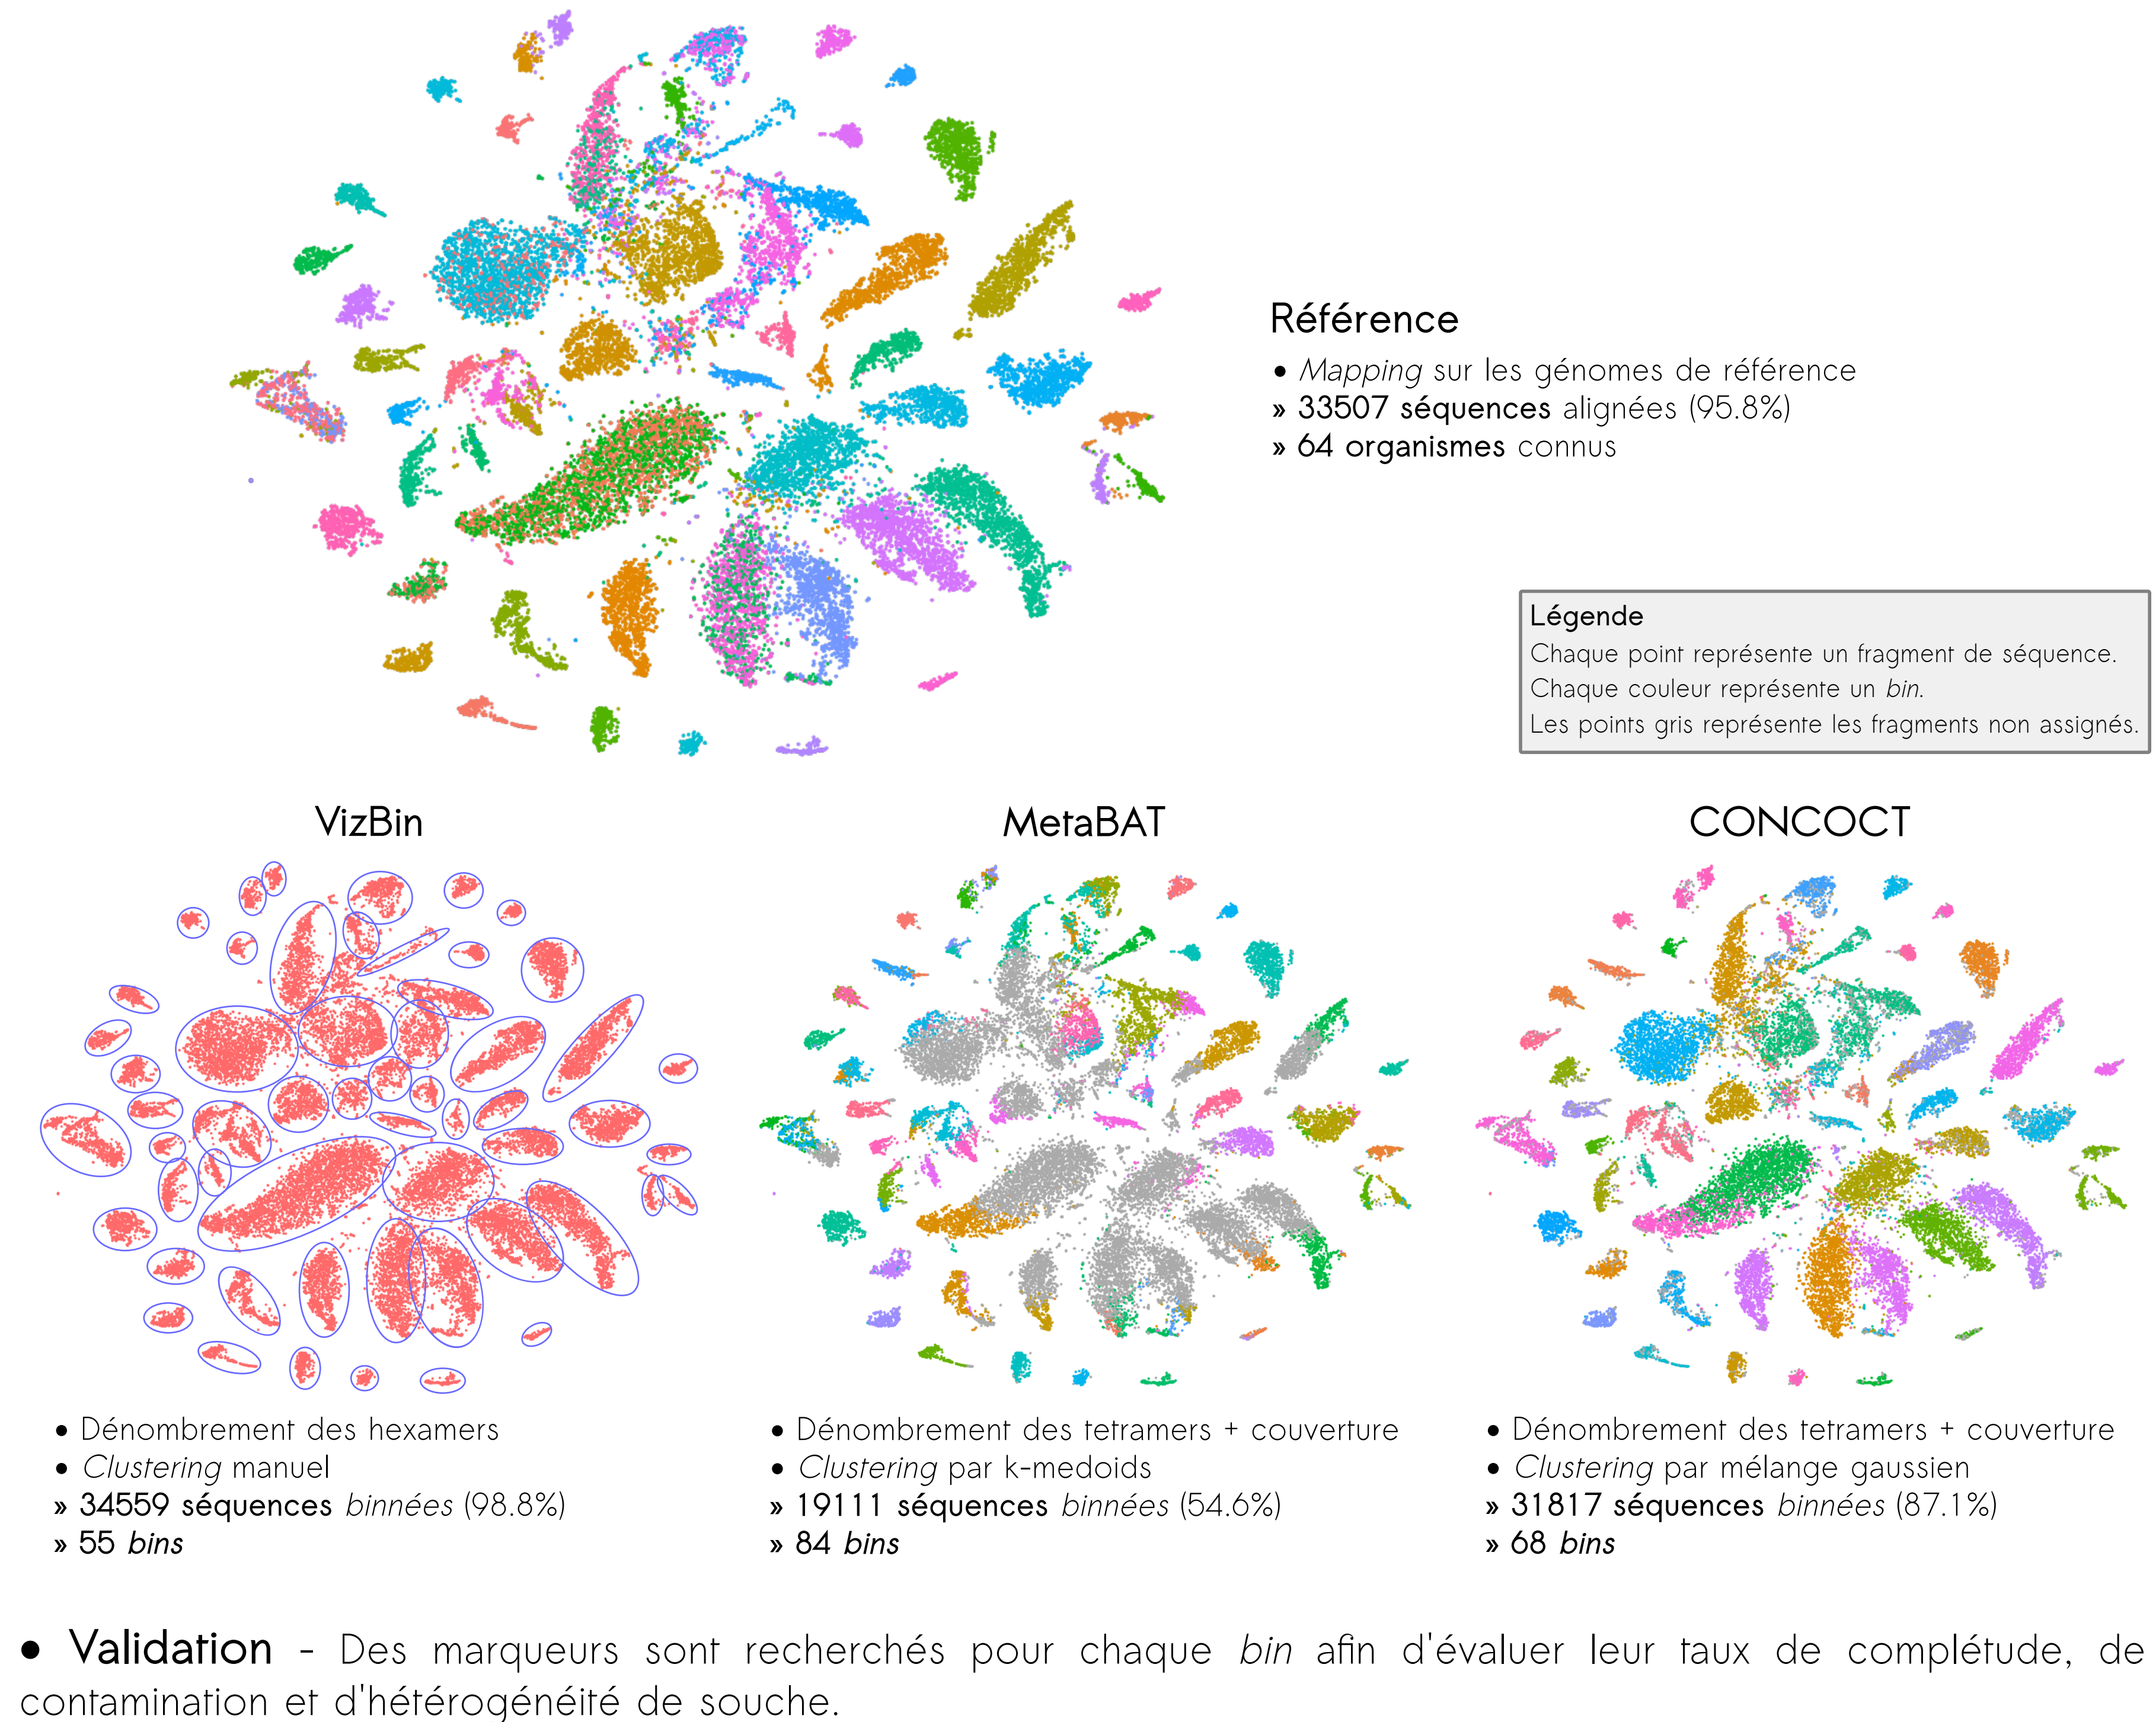 Référence
• Mapping sur les génomes de référence
» 33507 séquences alignées (95.8%)
» 64 organismes connus
Légende
Chaque point représente un fragment de séquence.
Chaque couleur représente un bin.
Les points gris représente les fragments non assignés.
VizBin
• Dénombrement des hexamers
• Clustering manuel
» 34559 séquences binnées (98.8%)
» 55 bins
MetaBAT
• Dénombrement des tetramers + couverture
• Clustering par k-medoids
» 19111 séquences binnées (54.6%)
» 84 bins
CONCOCT
• Dénombrement des tetramers + couverture
• Clustering par mélange gaussien
» 31817 séquences binnées (87.1%)
» 68 bins
• Validation - Des marqueurs sont recherchés pour chaque bin afin d'évaluer leur taux de complétude, de
contamination et d'hétérogénéité de souche.